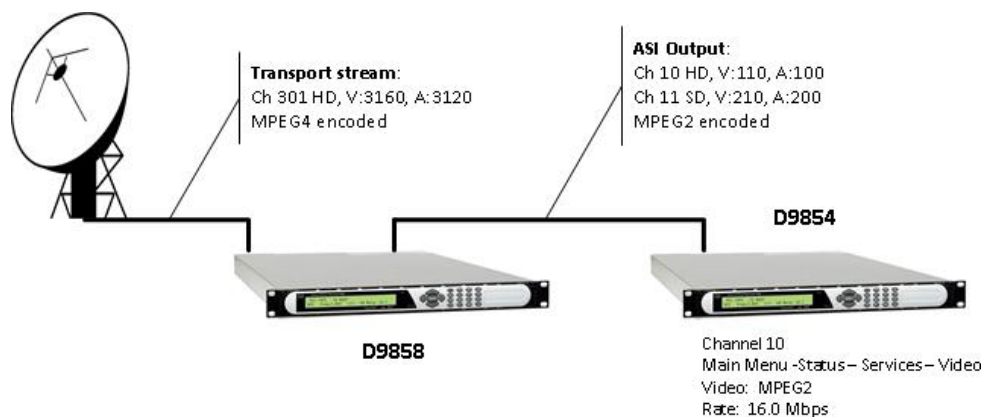 Transport stream:
Ch 301 HD, V:3160, A:3120
MPEG4 encoded
ASI Output:
Ch 10 HD, V:110, A:100
Ch 11 SD, V:210, A:200
MPEG2 encoded
D9854
D9858
Channel 10
Main Menu -Status – Services – Video
Video: MPEG2
Rate: 16.0 Mbps